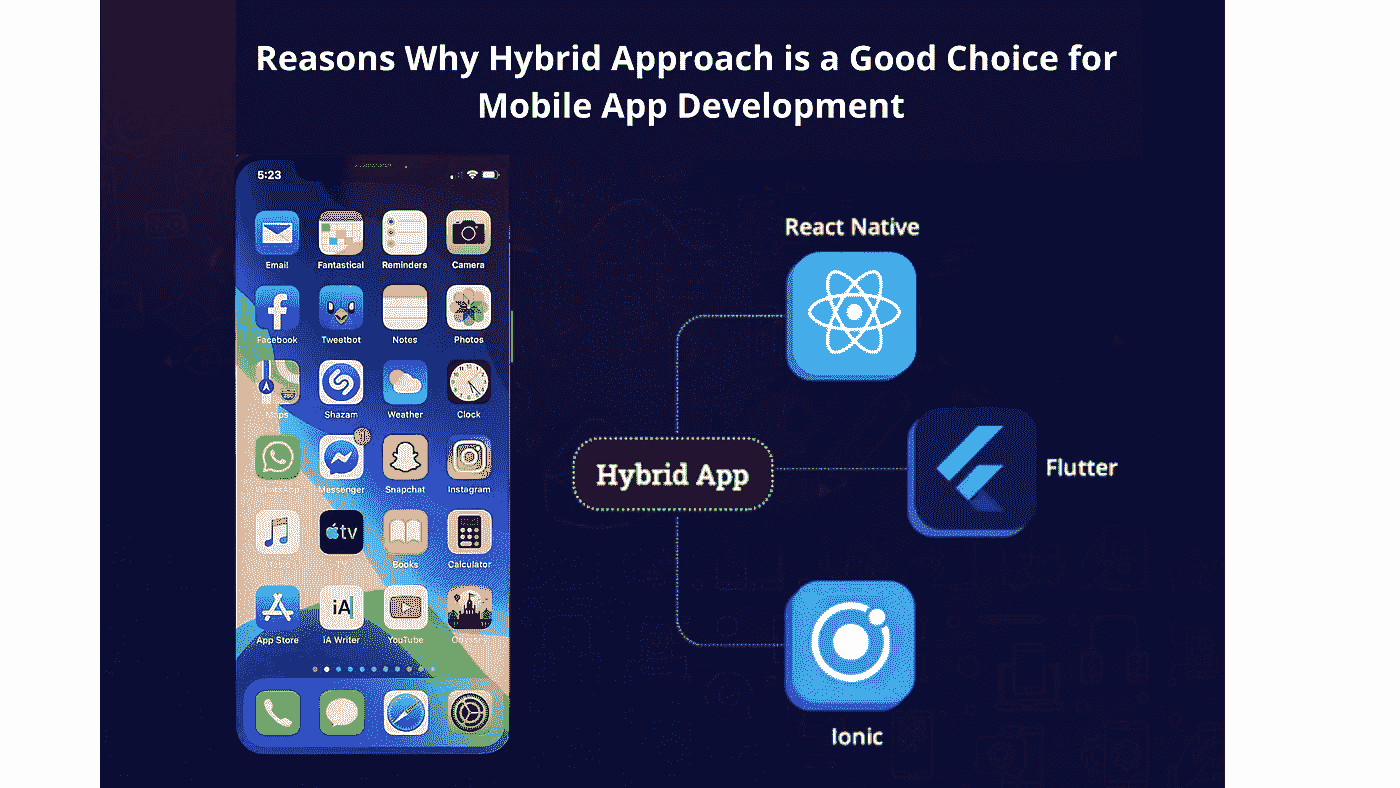 Reasons Why Hybrid Approach is a Good Choice for
Mobile App Development
5:23
Email Fantastical Reminders Camera
Facebook Tweetbot Notes Photos
Maps Shazam Weather Clock
WhatsApp Messenger Snapchat Instagram
tv
Books Calculator
iA
App Store iA Writer YouTube Odyssey
React Native
Hybrid App
Flutter
Ionic